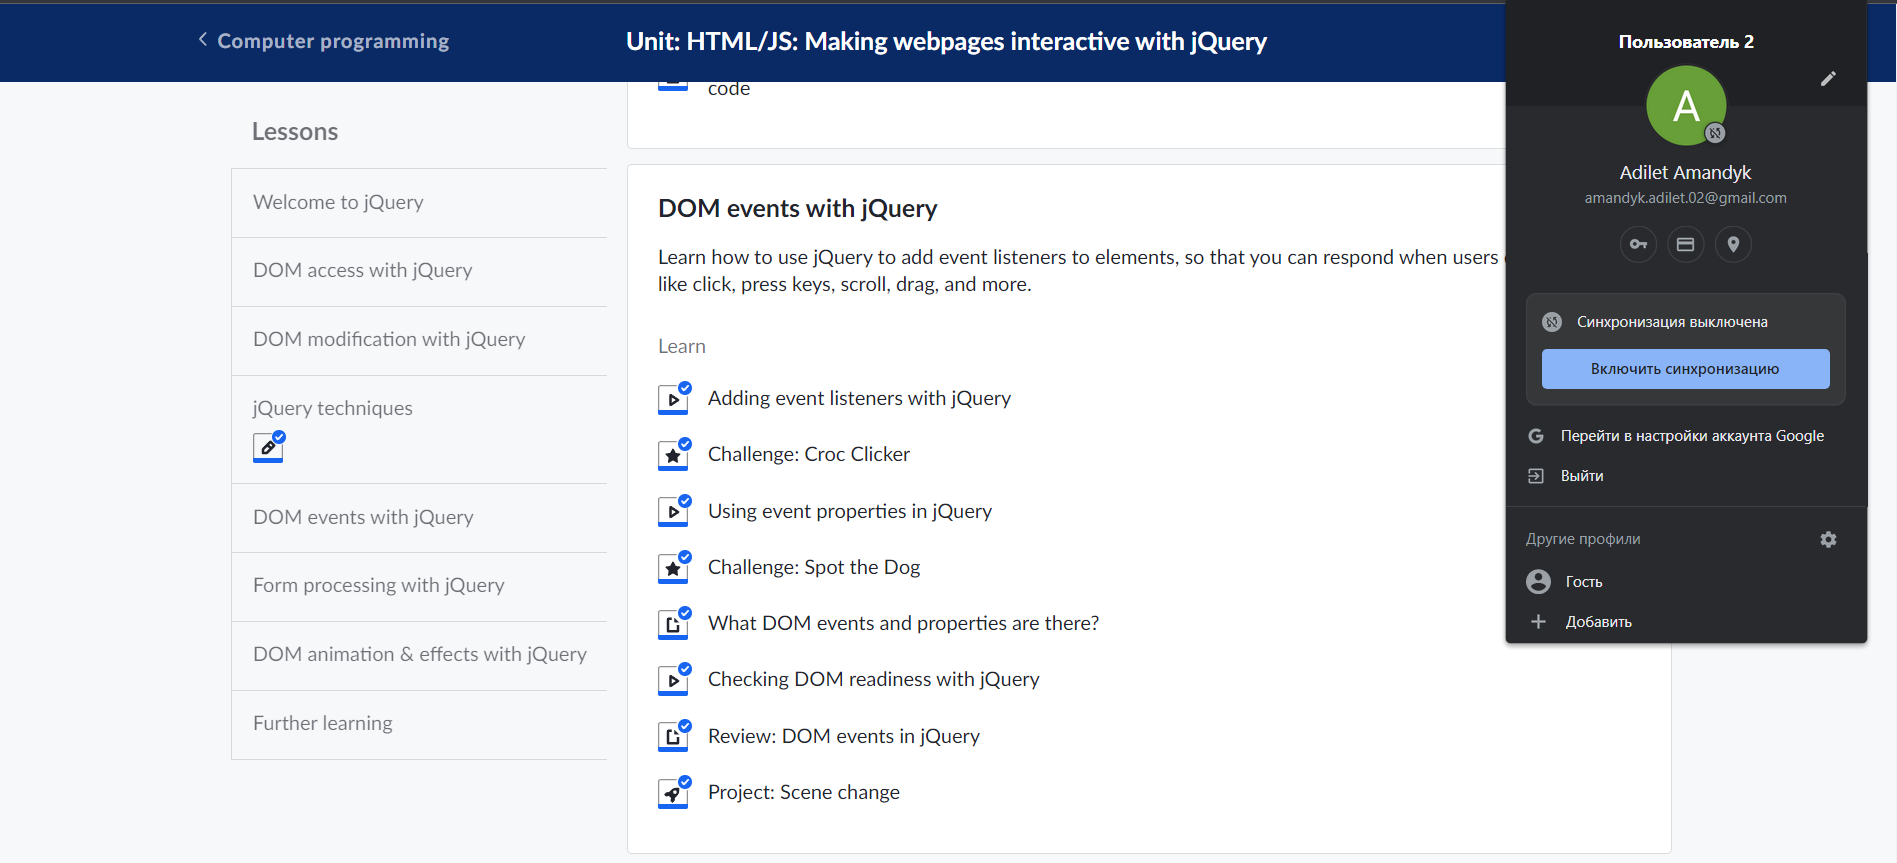 Computer programming
Unit: HTML/JS: Making webpages interactive with jQuery
Lessons
Welcome to jQuery
DOM access with jQuery
DOM modification with jQuery
jQuery techniques
DOM events with jQuery
Form processing with jQuery
DOM animation & effects with jQuery
Further learning
code
DOM events with jQuery
Learn how to use jQuery to add event listeners to elements, so that you can respond when users
like click, press keys, scroll, drag, and more.
Learn
Adding event listeners with jQuery
Challenge: Croc Clicker
Using event properties in jQuery
Challenge: Spot the Dog
What DOM events and properties are there?
Checking DOM readiness with jQuery
Review: DOM events in jQuery
Project: Scene change
Пользователь 2
A
Adilet Amandyk
amandyk.adilet.02@gmail.com
Синхронизация выключена
Включить синхронизацию
Перейти в настройки аккаунта Google
Выйти
Другие профили
Гость
Добавить